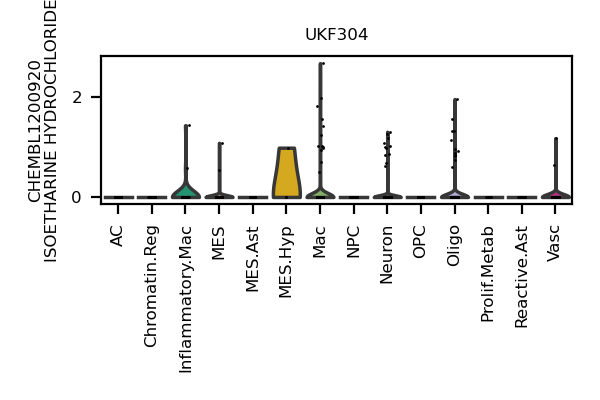 UKF304
CHEMBL1200920
ISOETHARINE HYDROCHLORIDE
2
0
AC
Chromatin.Reg
Inflammatory.Mac
MES
MES.Ast
MES.Hyp
Mac
NPC
Neuron
OPC
Oligo
Prolif.Metab
Reactive.Ast
Vasc